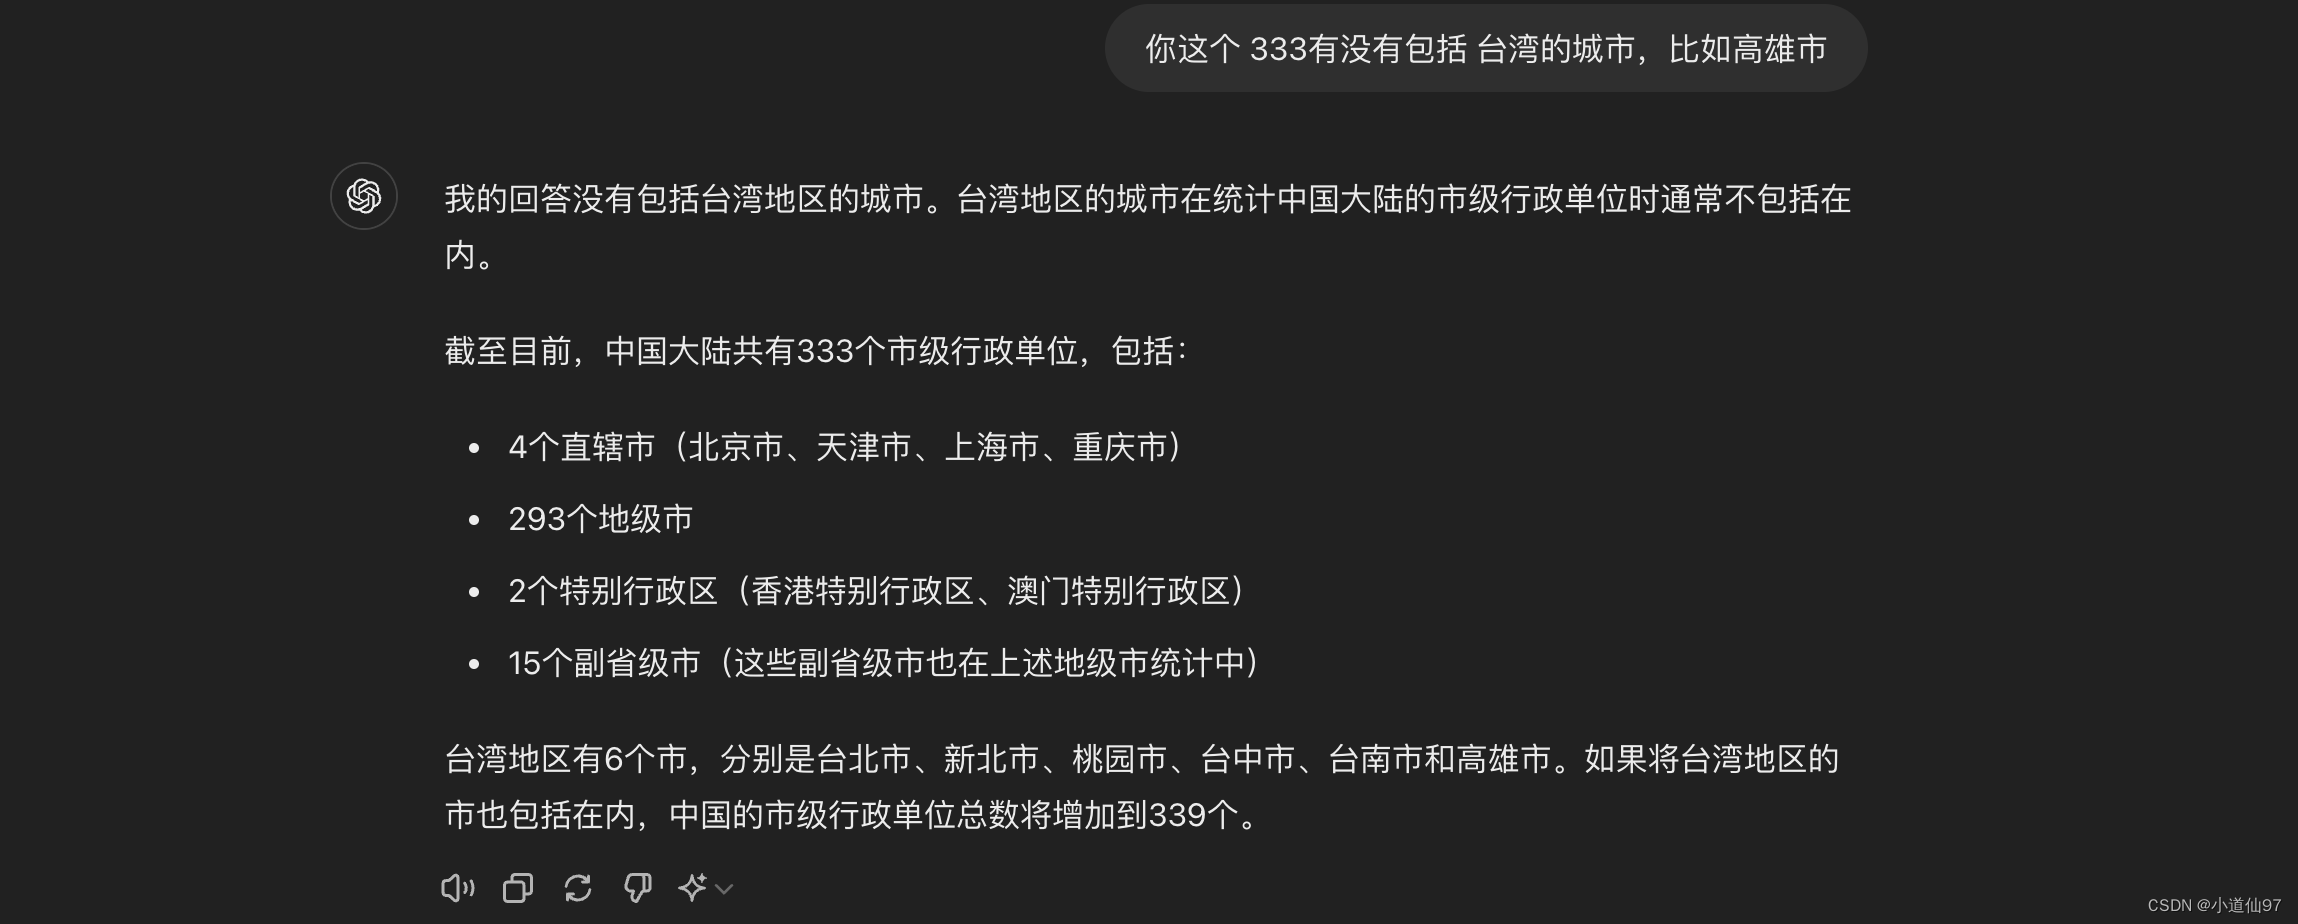 你这个 333有没有包括 台湾的城市，比如高雄市
我的回答没有包括台湾地区的城市。台湾地区的城市在统计中国大陆的市级行政单位时通常不包括在
内。
截至目前，中国大陆共有333个市级行政单位，包括：
• 4个直辖市（北京市、天津市、上海市、重庆市）
• 293个地级市
• 2个特别行政区（香港特别行政区、澳门特别行政区）
• 15个副省级市（这些副省级市也在上述地级市统计中）
台湾地区有6个市，分别是台北市、新北市、桃园市、台中市、台南市和高雄市。如果将台湾地区的
市也包括在内，中国的市级行政单位总数将增加到339个。
CSDN @小道仙97